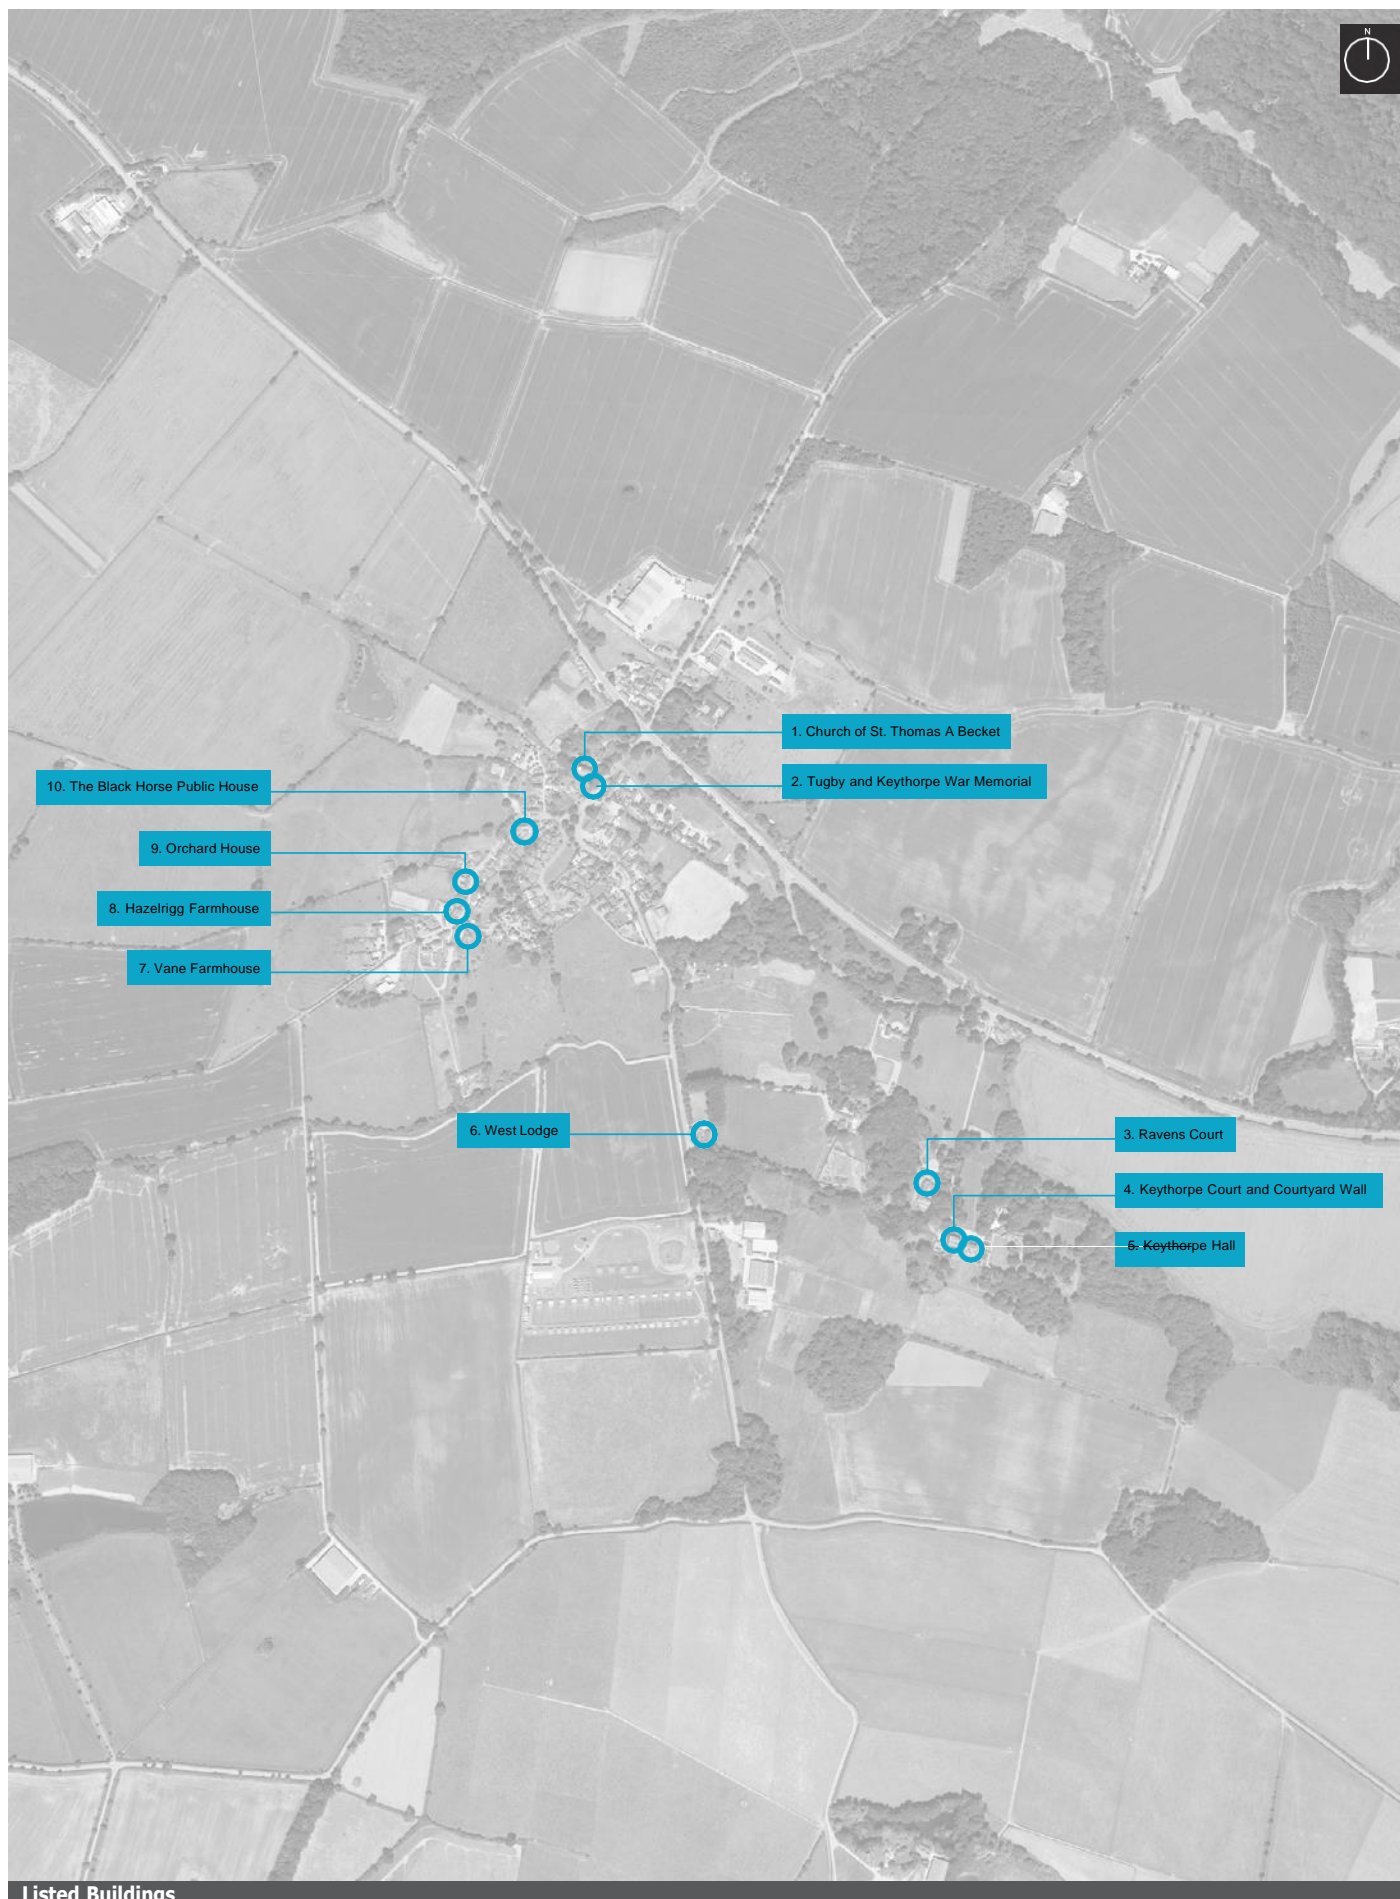 N
1. Church of St. Thomas A Becket
2. Tugby and Keythorpe War Memorial
10. The Black Horse Public House
9. Orchard House
8. Hazelrigg Farmhouse
7. Vane Farmhouse
6. West Lodge
3. Ravens Court
4. Keythorpe Court and Courtyard Wall
5. Keythorpe Hall
Listed Buildings